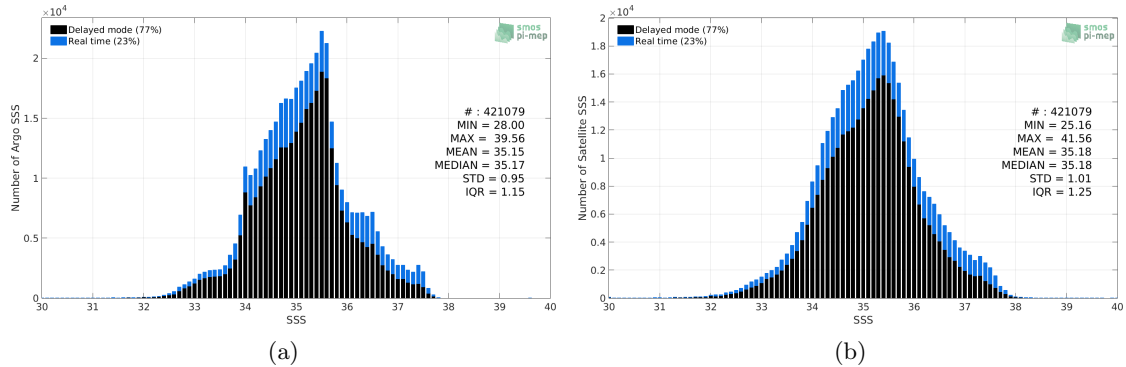 ×10⁴
Delayed mode (77%)
Real time (23%)
smos
pi-mep
# : 421079
MIN = 28.00
MAX = 39.56
MEAN = 35.15
MEDIAN = 35.17
STD = 0.95
IQR = 1.15
Number of Argo SSS
2
1.5
1
0.5
0
30 31 32 33 34 35 36 37 38 39 40
SSS
(a)
×10⁴
Delayed mode (77%)
Real time (23%)
smos
pi-mep
# : 421079
MIN = 25.16
MAX = 41.56
MEAN = 35.18
MEDIAN = 35.18
STD = 1.01
IQR = 1.25
Number of Satellite SSS
2
1.8
1.6
1.4
1.2
1
0.8
0.6
0.4
0.2
0
30 31 32 33 34 35 36 37 38 39 40
SSS
(b)